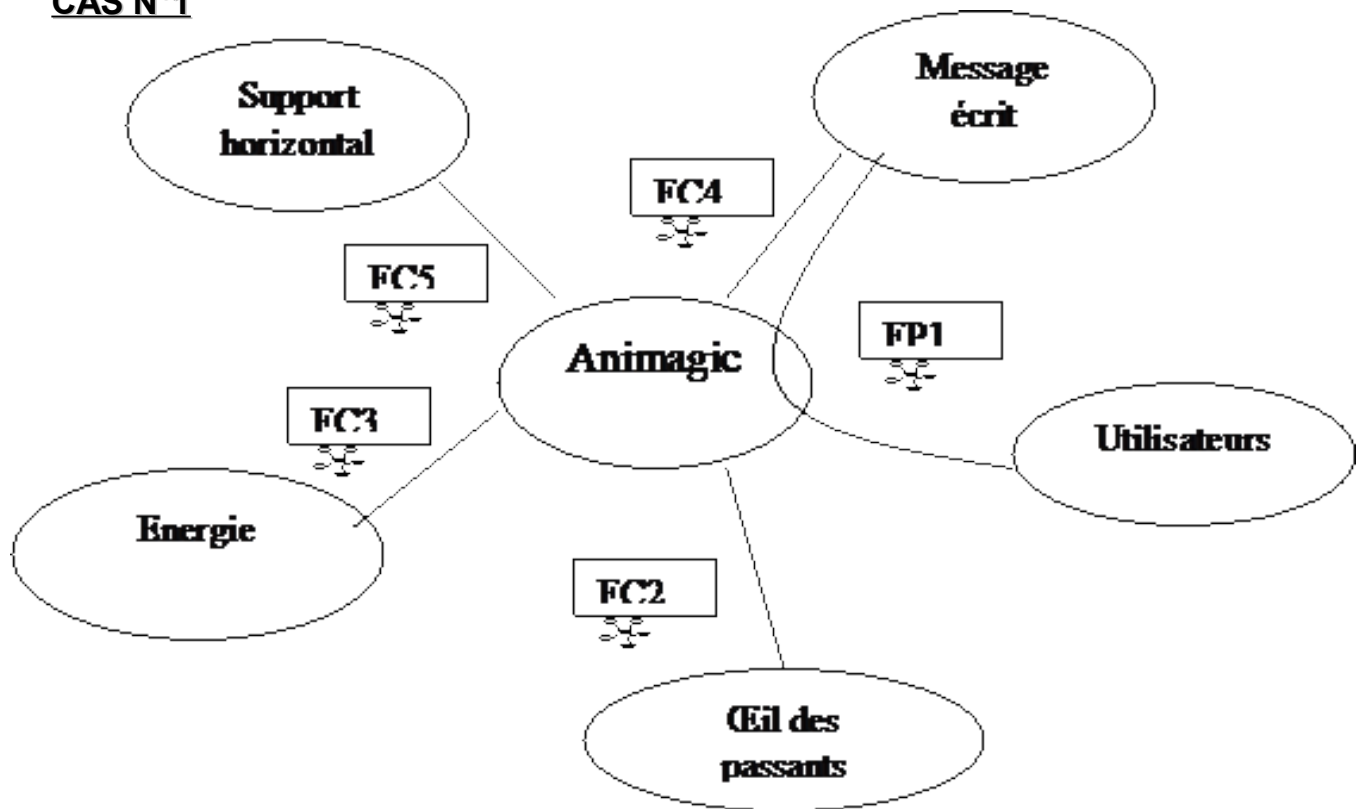 CAS N°1
Support
horizontal
Message
écrit
FC4
FC5
FP1
Animagic
FC3
Utilisateurs
Energie
FC2
Œil des
passants